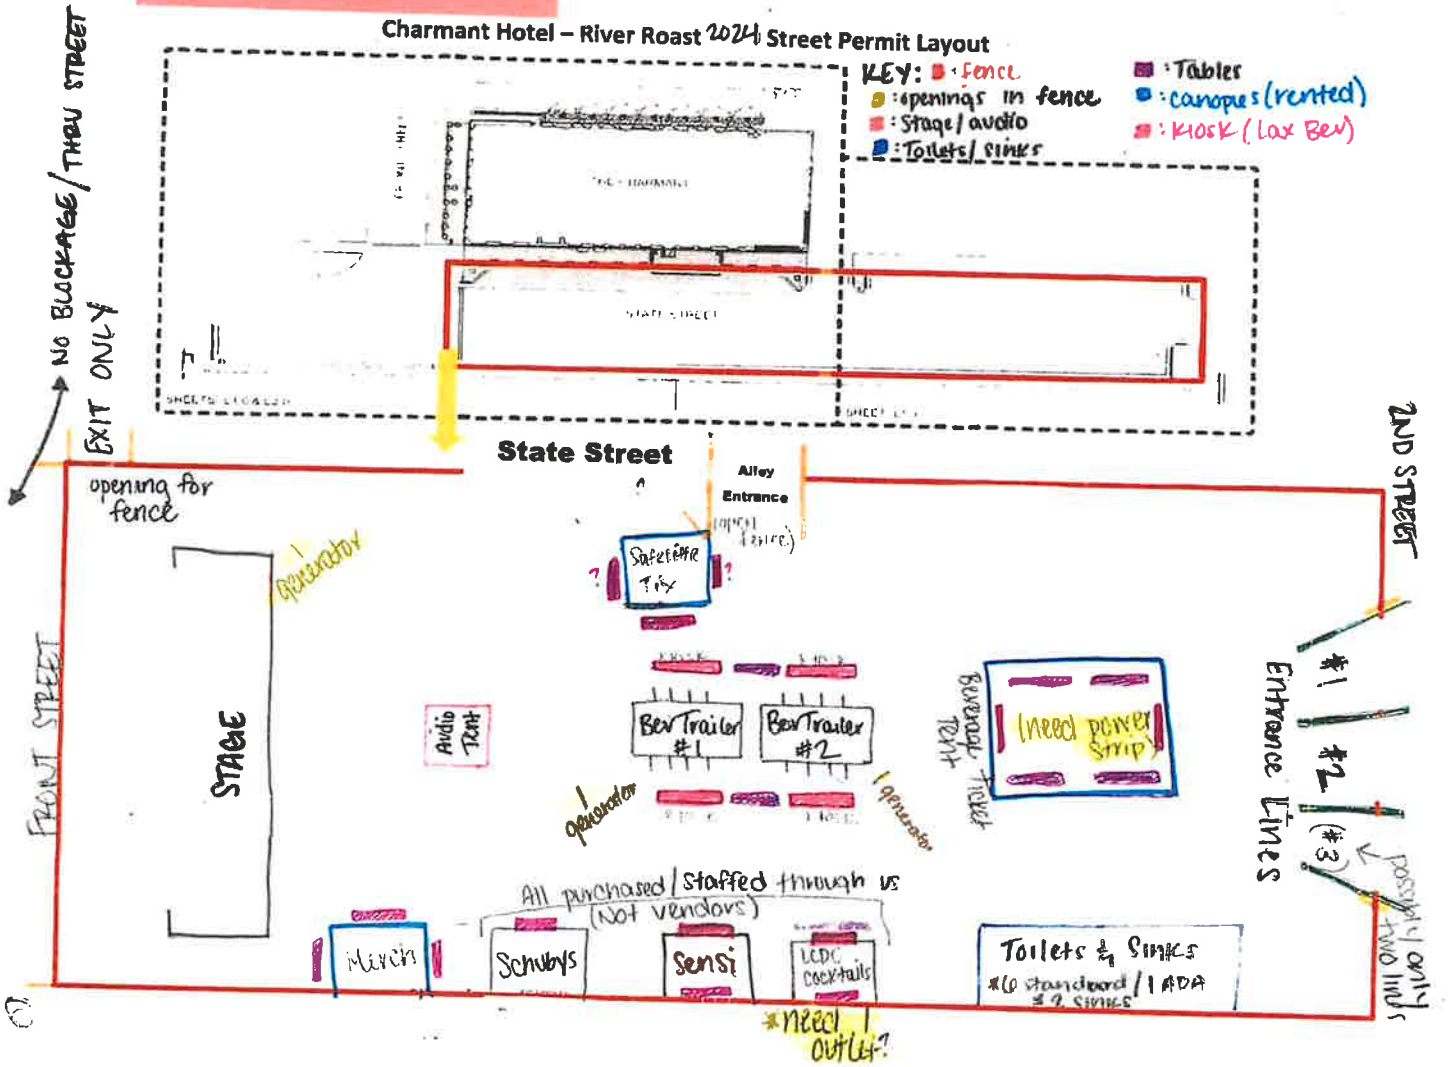 Charmant Hotel – River Roast 2024 Street Permit Layout
KEY: : fence
: openings in fence
: Stage/audio
: Toilets/sinks
: Tables
: canopies (rented)
: Kiosk (Lax Bev)
NO BLOCKAGE/THRU STREET
EXIT ONLY
STATE STREET
State Street
Alley
Entrance
(open
fence)
2ND STREET
opening for
fence
generator
STAGE
FRONT STREET
Audio
Tent
?
?
Bev Trailer
#1
Bev Trailer
#2
generator
generator
Beverage Ticket
Tent
(need power
strip)
Entrance Lines
#1
#2
(#3)
possibly only
two lines
All purchased/staffed through us
(Not vendors)
Merch
Schubys
Sensi
LCDC
cocktails
Toilets & Sinks
*6 standard/1 ADA
*2 sinks
*need
outlet?